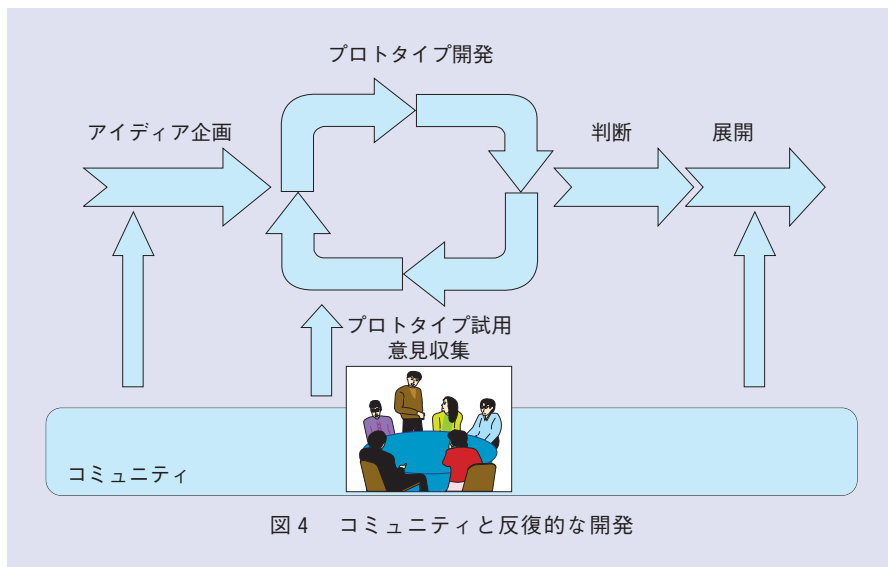 プロトタイプ開発
アイディア企画
判断
展開
プロトタイプ試用
意見収集
コミュニティ
図4 コミュニティと反復的な開発